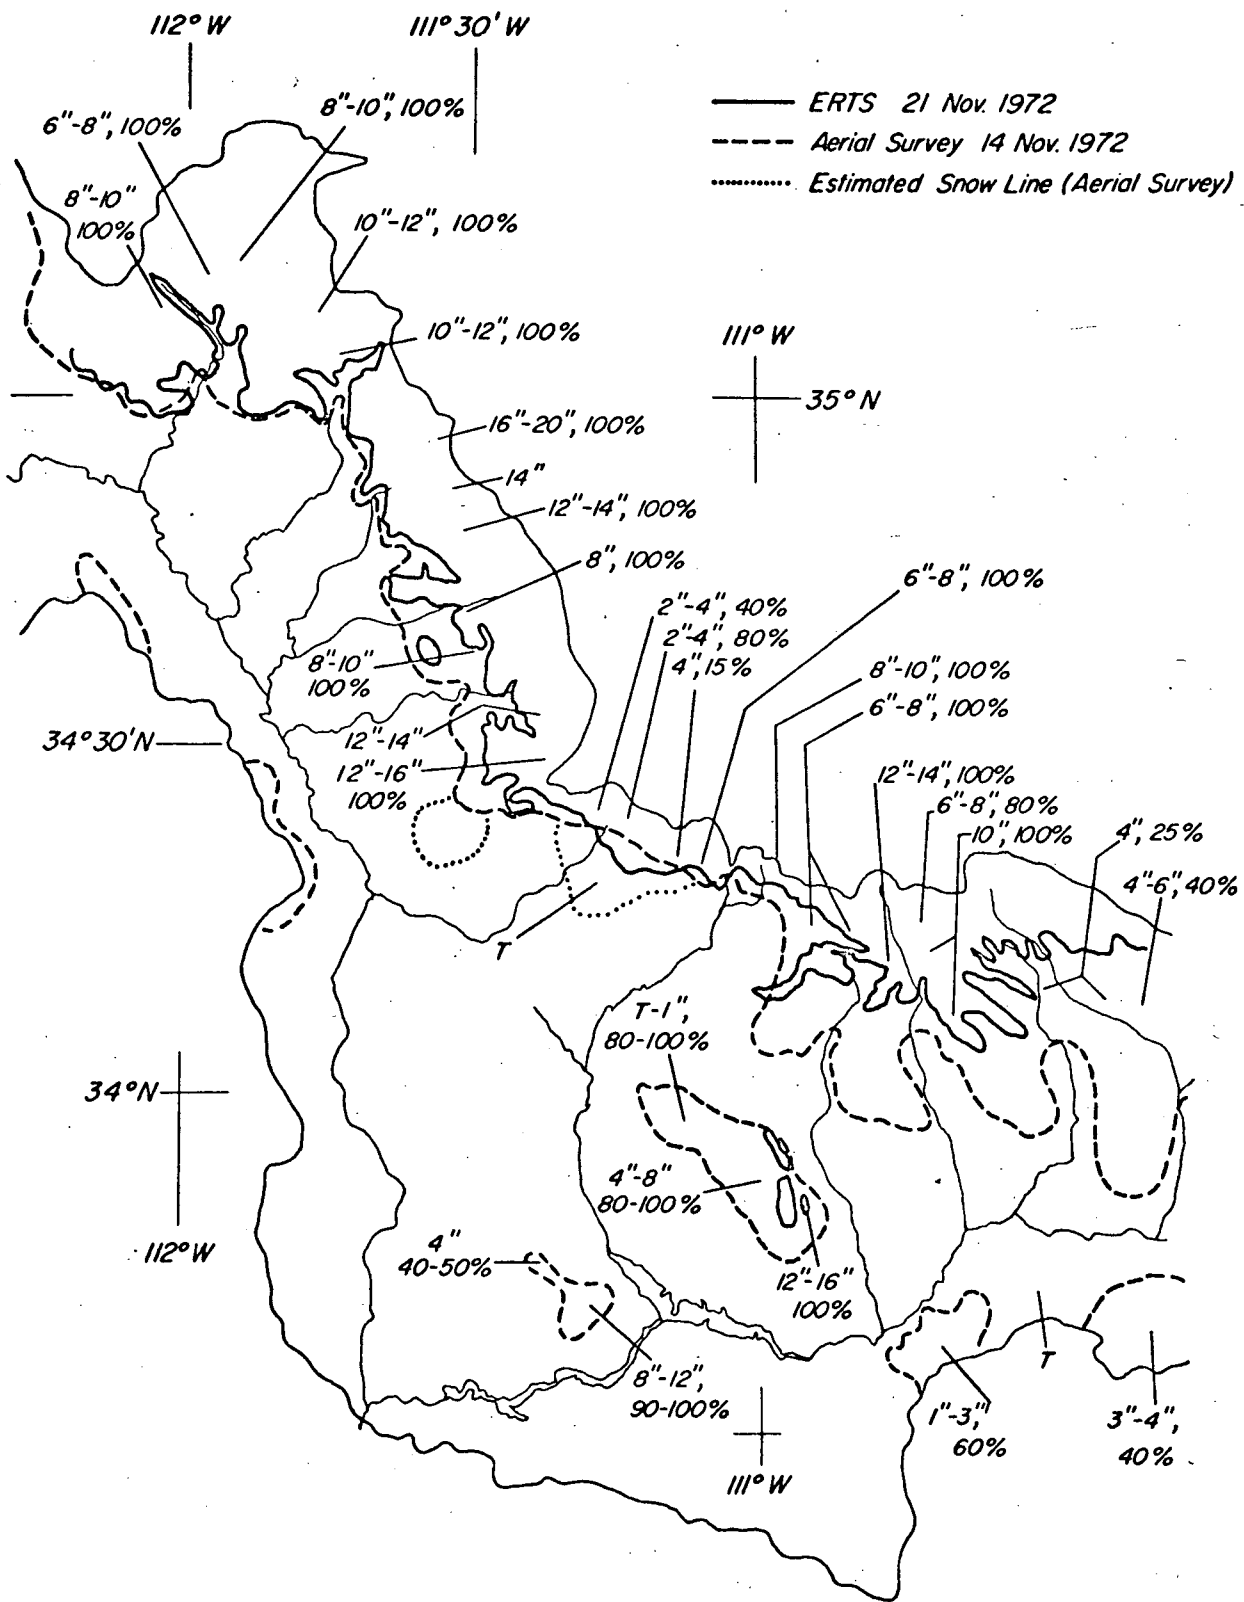 112° W
111° 30' W
ERTS 21 Nov. 1972
Aerial Survey 14 Nov. 1972
Estimated Snow Line (Aerial Survey)
8"-10", 100%
6"-8", 100%
8"-10"
100%
10"-12", 100%
10"-12", 100%
111° W
35° N
16"-20", 100%
14"
12"-14", 100%
8", 100%
6"-8", 100%
2"-4", 40%
2"-4", 80%
4", 15%
8"-10"
100%
8"-10", 100%
6"-8", 100%
34° 30' N
12"-14"
12"-16"
100%
12"-14", 100%
6"-8", 80%
10", 100%
4", 25%
4"-6", 40%
T
T-1",
80-100%
34° N
4"-8"
80-100%
112° W
4"
40-50%
12"-16"
100%
8"-12",
90-100%
T
1"-3",
60%
3"-4",
40%
111° W